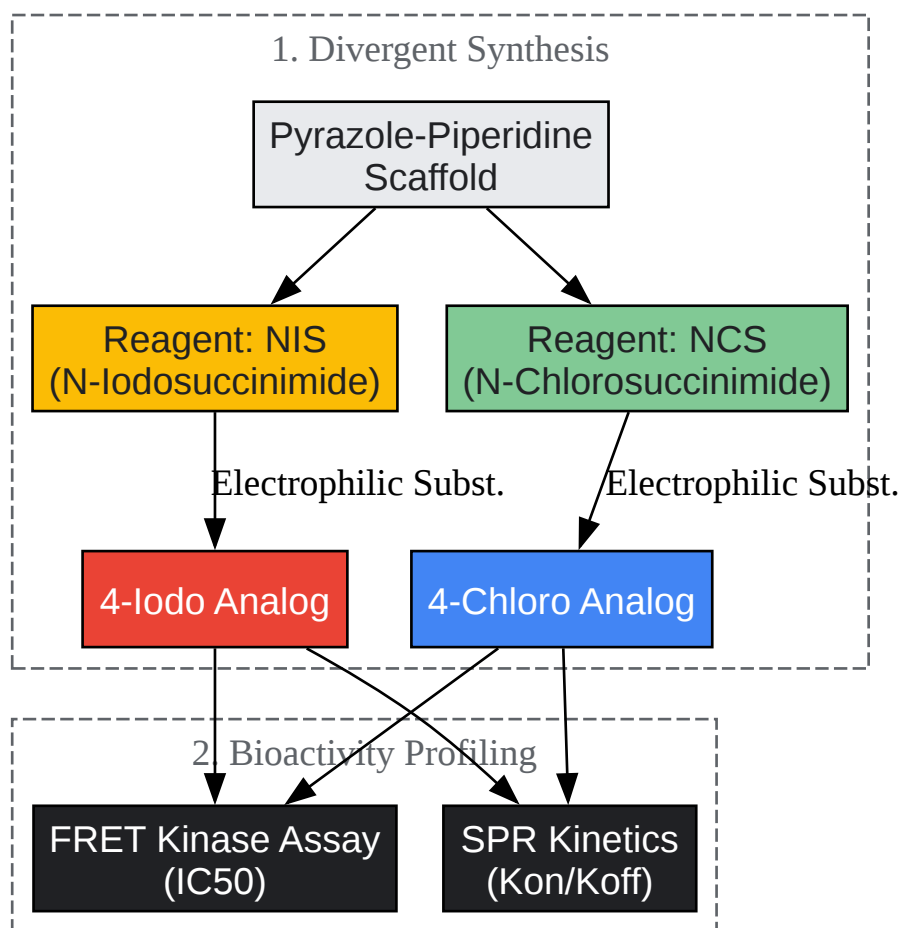 1. Divergent Synthesis
Pyrazole-Piperidine
Scaffold
Reagent: NIS
(N-Iodosuccinimide)
Reagent: NCS
(N-Chlorosuccinimide)
Electrophilic Subst.
Electrophilic Subst.
4-Iodo Analog
4-Chloro Analog
2. Bioactivity Profiling
FRET Kinase Assay
(IC50)
SPR Kinetics
(Kon/Koff)